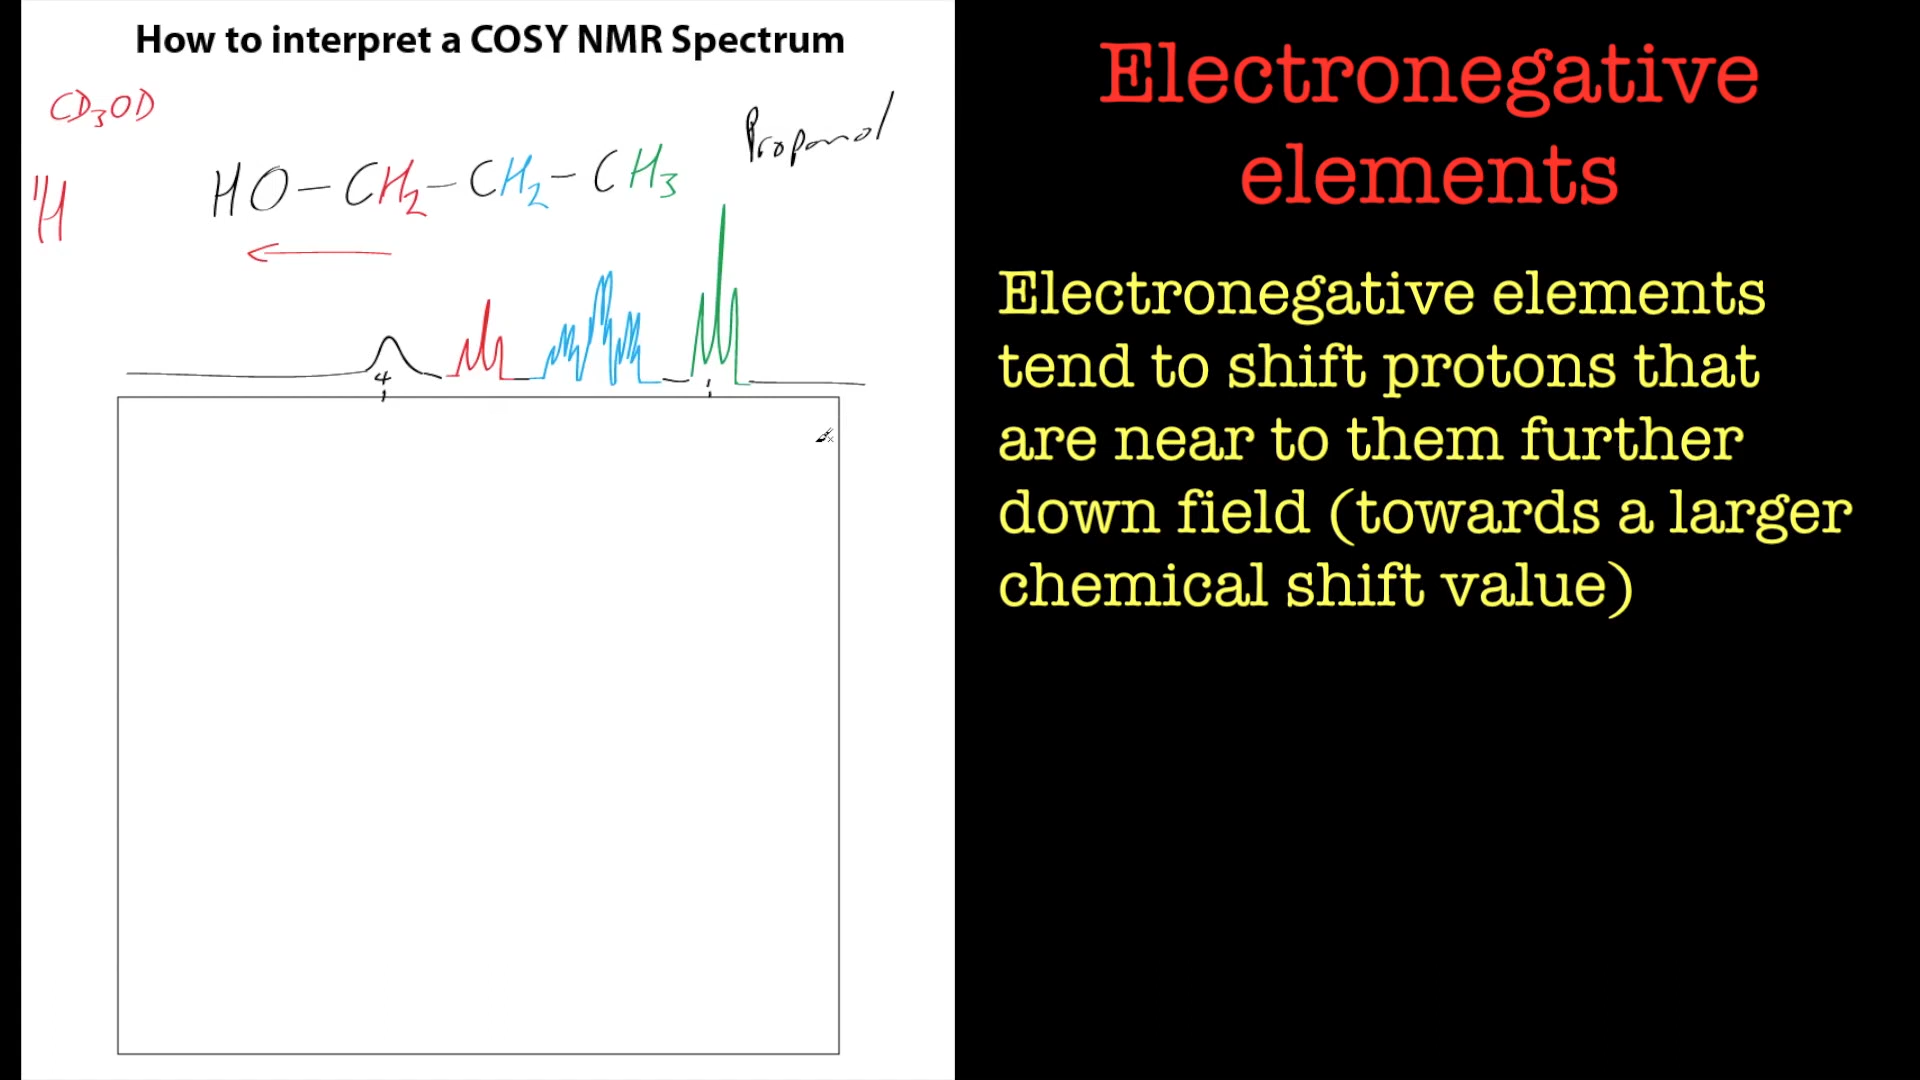 How to interpret a COSY NMR Spectrum
CD3OD
Propanol
HO-CH2-CH2-CH3
1H
4
Electronegative
elements
Electronegative elements
tend to shift protons that
are near to them further
down field (towards a larger
chemical shift value)